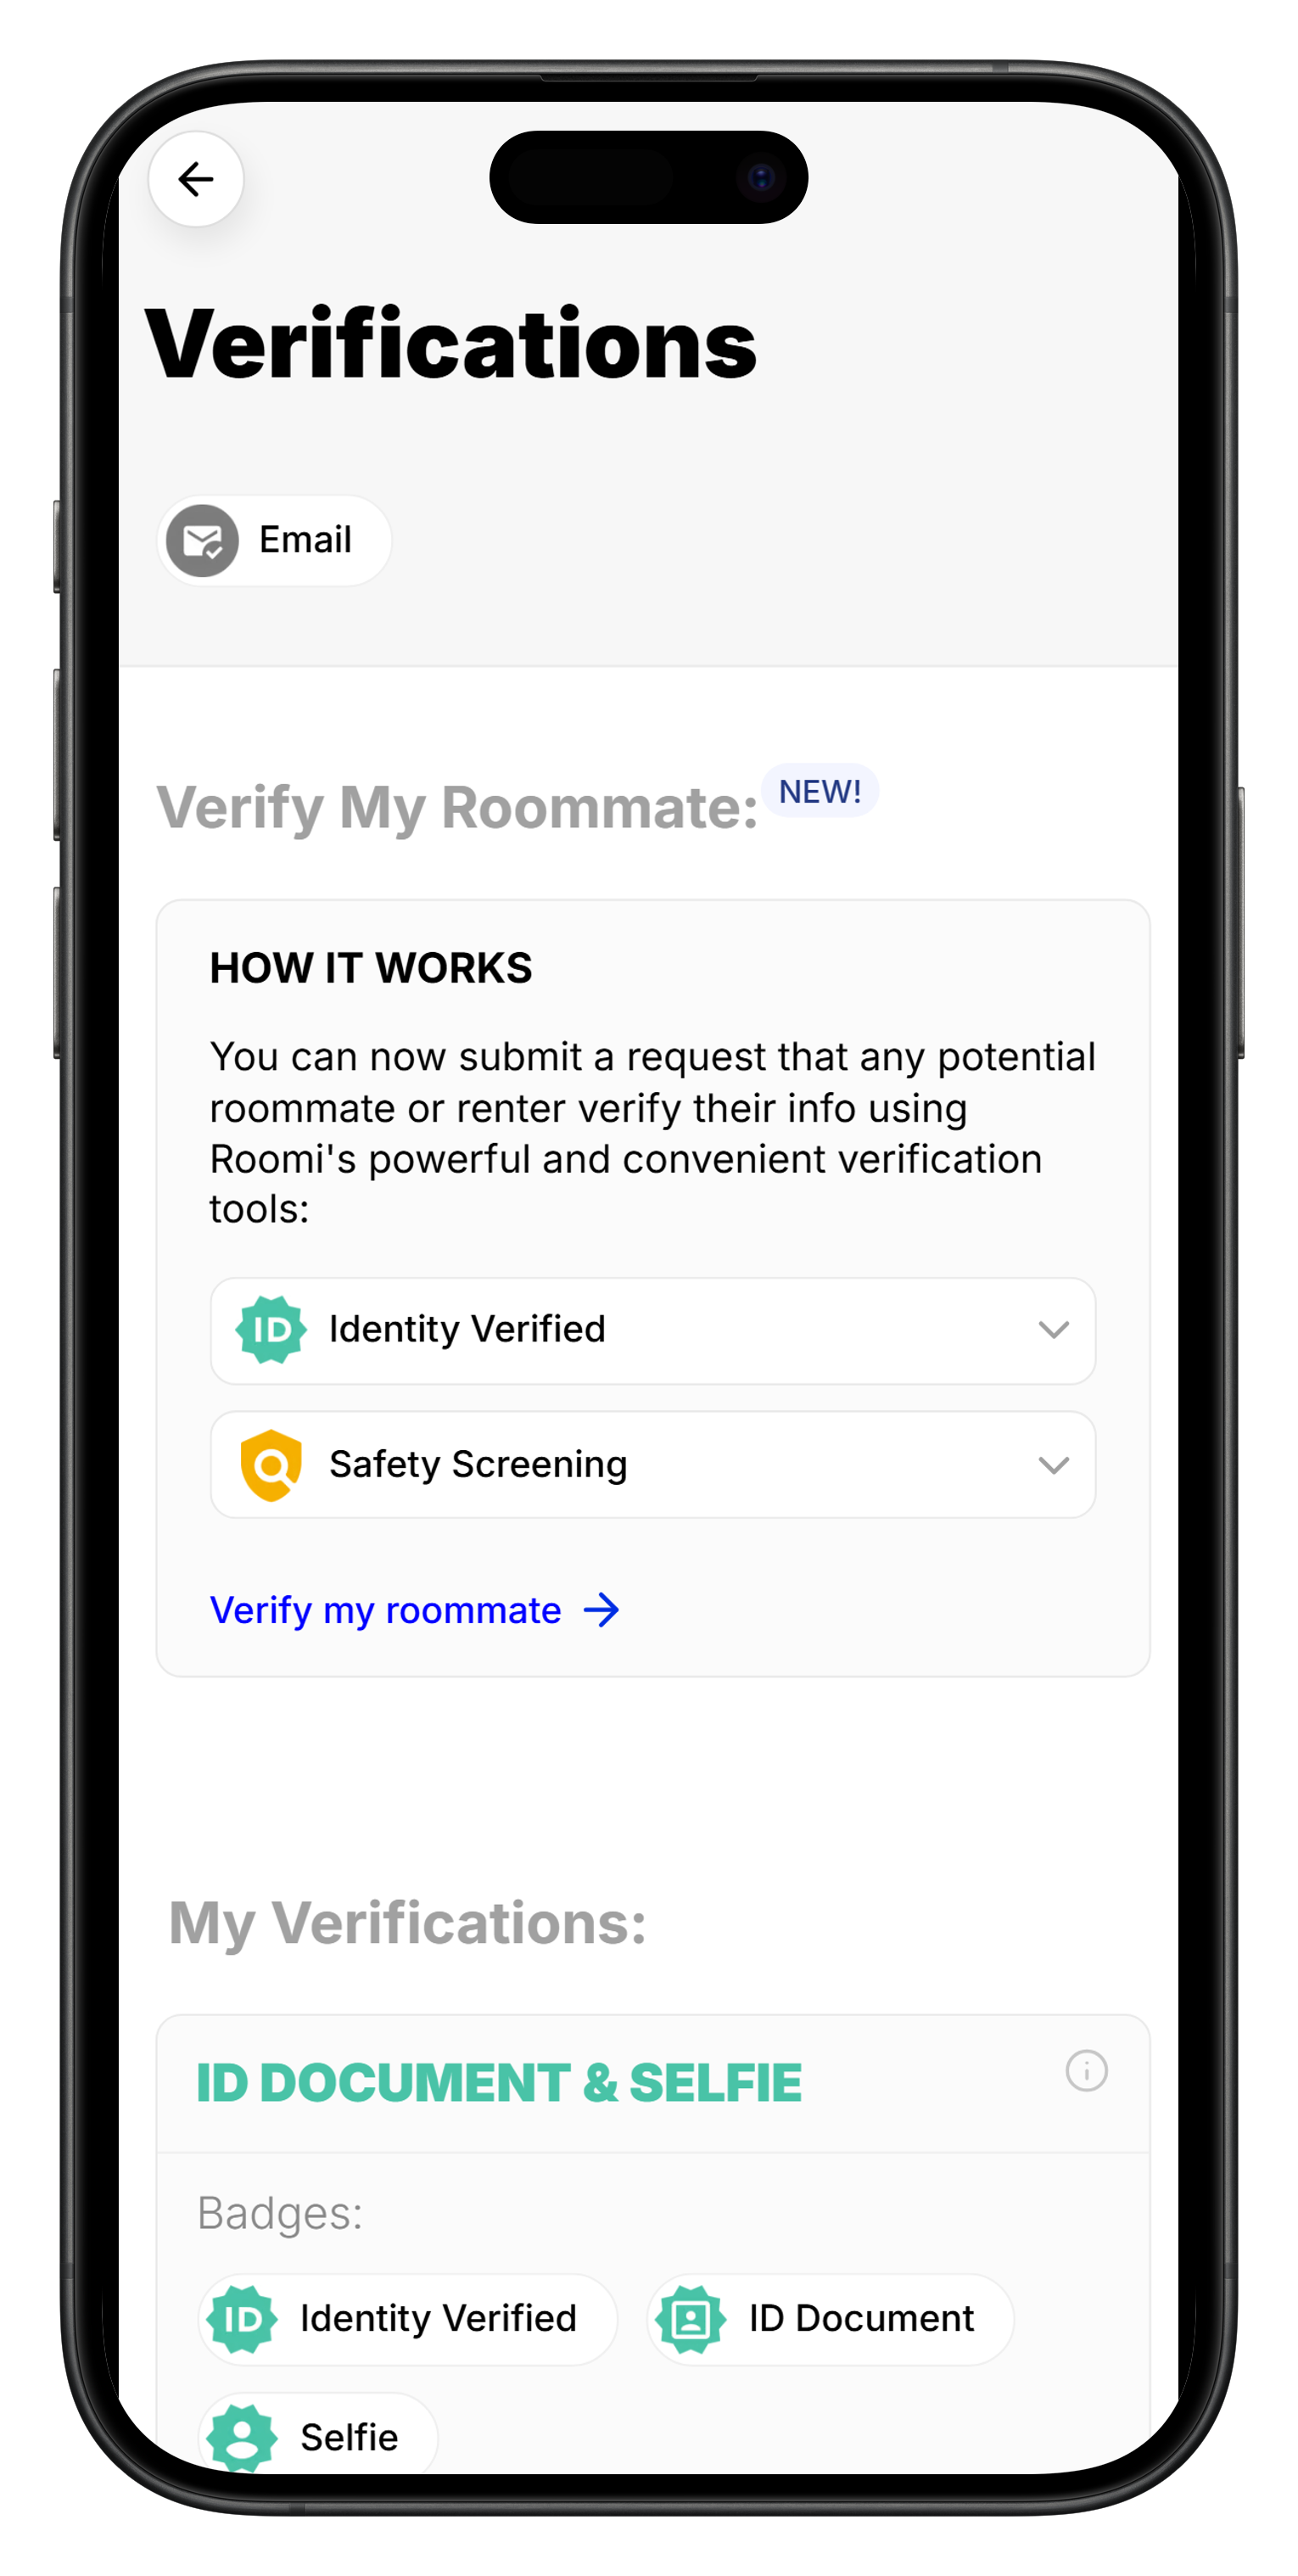 Verifications
Email
Verify My Roommate: NEW!
HOW IT WORKS
You can now submit a request that any potential
roommate or renter verify their info using
Roomi's powerful and convenient verification
tools:
ID Identity Verified
Safety Screening
Verify my roommate
My Verifications:
ID DOCUMENT & SELFIE
Badges:
ID Identity Verified ID Document
Selfie